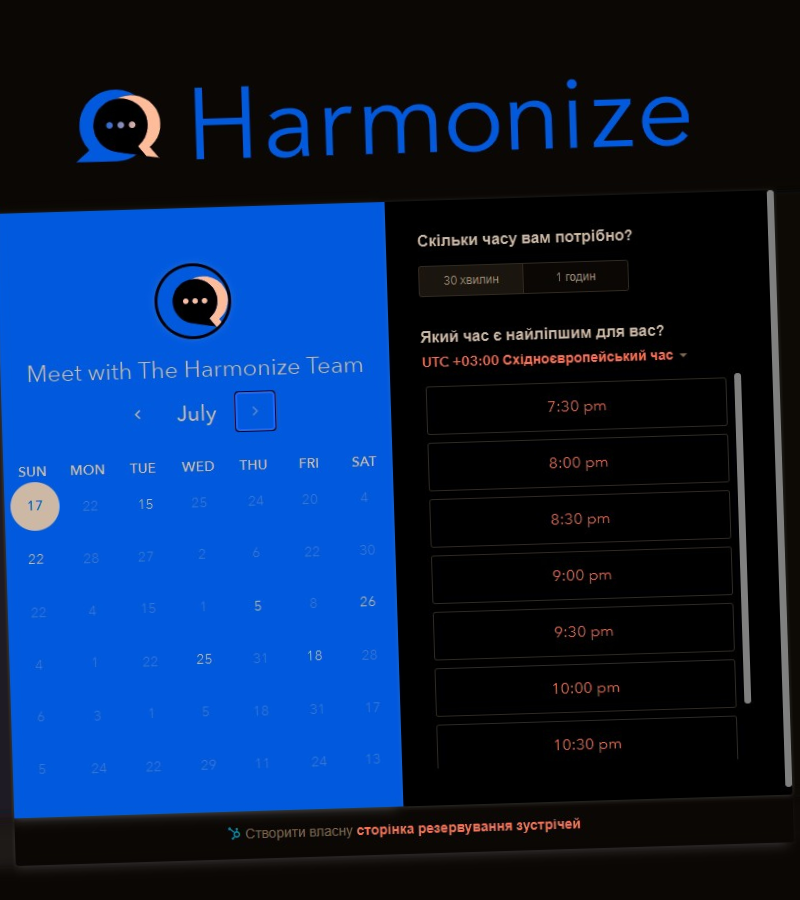 Harmonize
Meet with The Harmonize Team
July
SUN MON TUE WED THU FRI SAT
17 22 15 25 24 20 4
22 28 27 2 6 22 30
22 4 15 1 5 8 26
4 1 22 25 31 18 28
6 3 1 5 18 31 17
5 24 22 29 11 24 13
Скільки часу вам потрібно?
30 хвилин 1 годин
Який час є найліпшим для вас?
UTC +03:00 Східноєвропейський час
7:30 pm
8:00 pm
8:30 pm
9:00 pm
9:30 pm
10:00 pm
10:30 pm
Створити власну сторінка резервування зустрічей